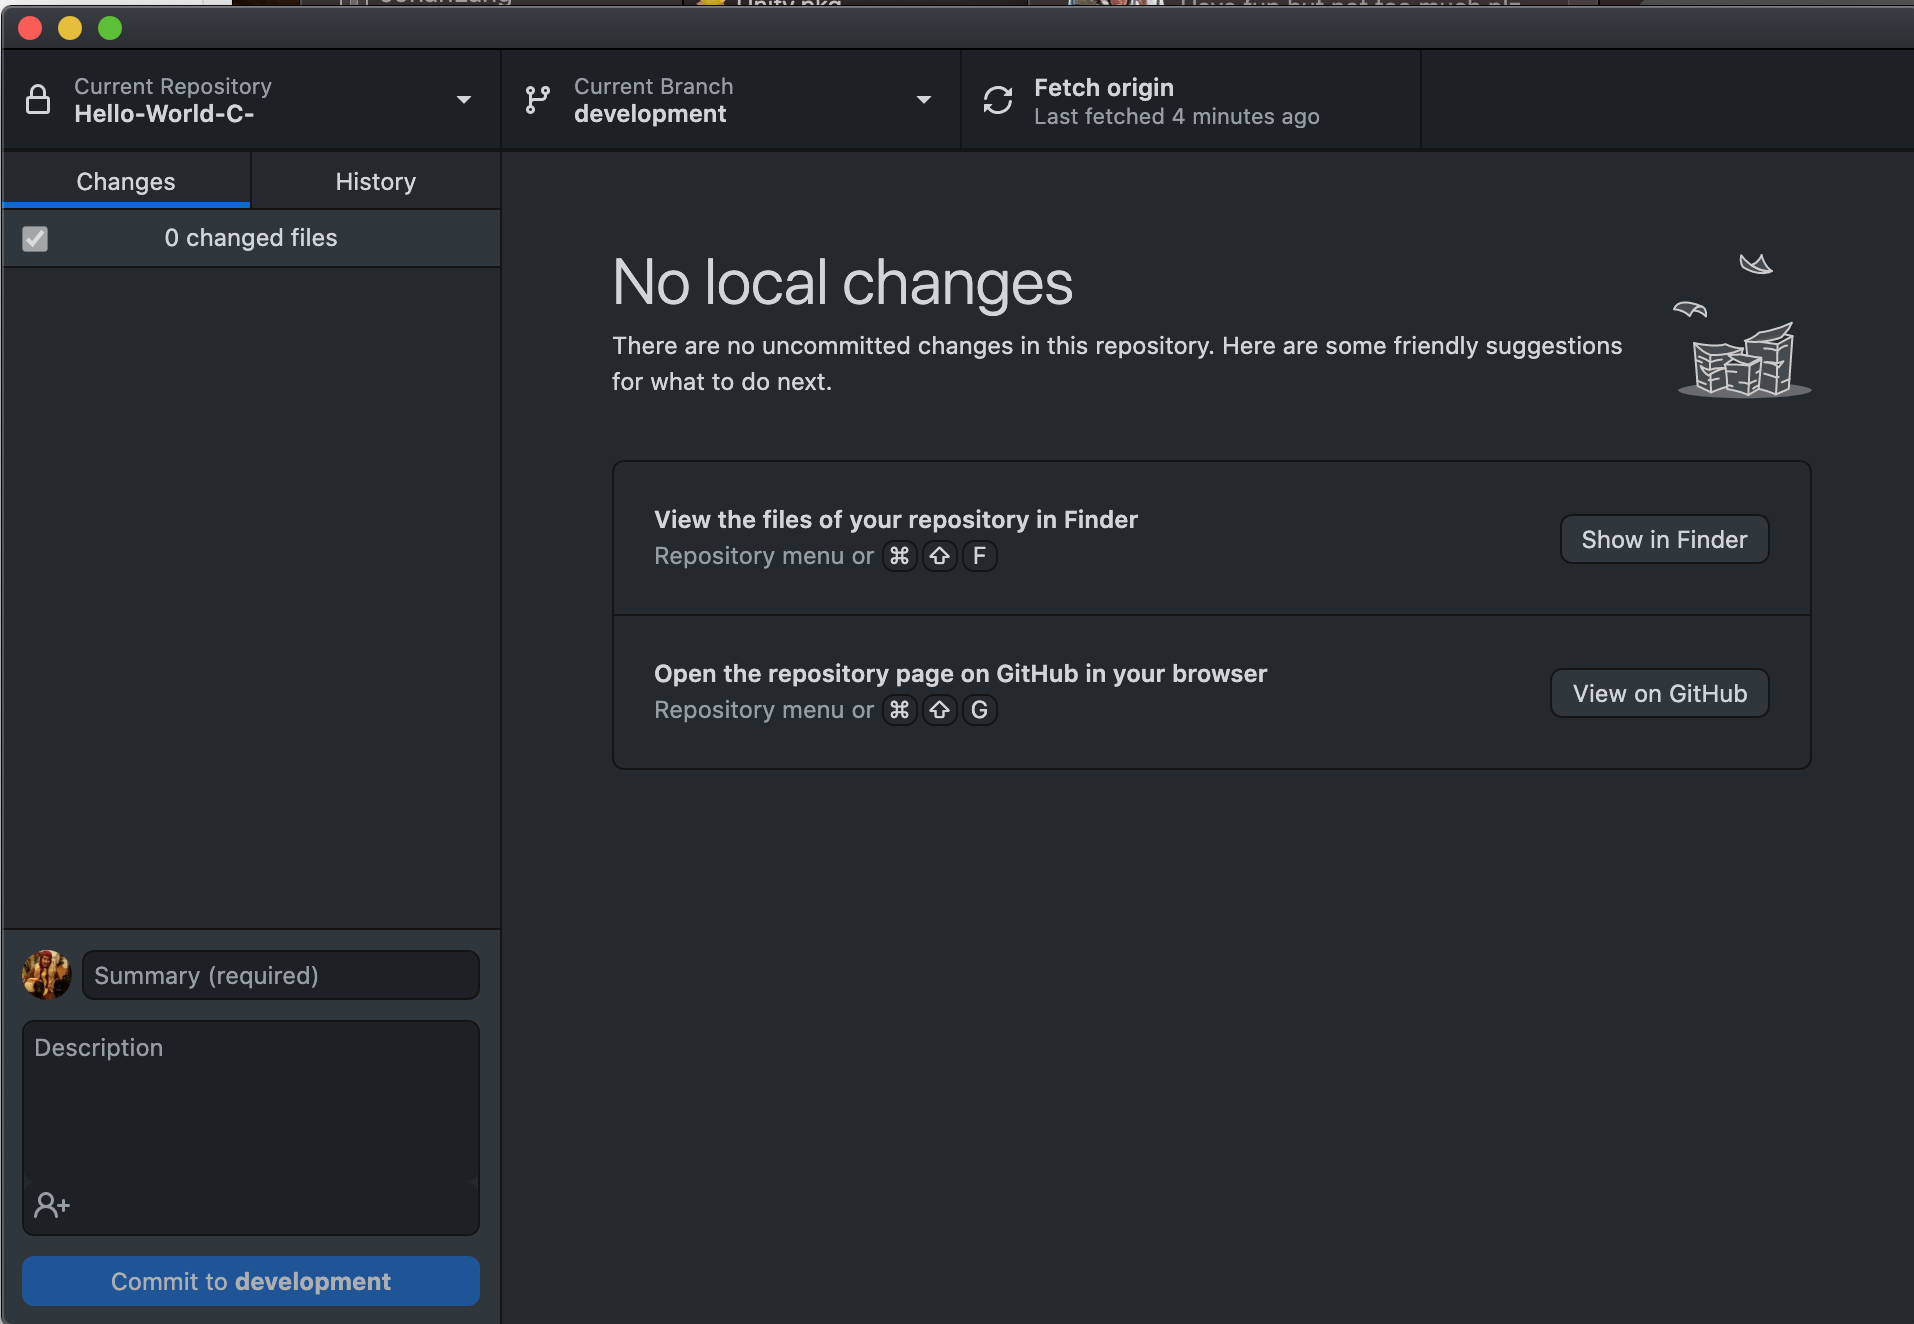 Current Repository
Hello-World-C-
Current Branch
development
Fetch origin
Last fetched 4 minutes ago
Changes
History
0 changed files
No local changes
There are no uncommitted changes in this repository. Here are some friendly suggestions
for what to do next.
View the files of your repository in Finder
Repository menu or ⌘ ⇧ F
Show in Finder
Open the repository page on GitHub in your browser
Repository menu or ⌘ ⇧ G
View on GitHub
Summary (required)
Description
Commit to development